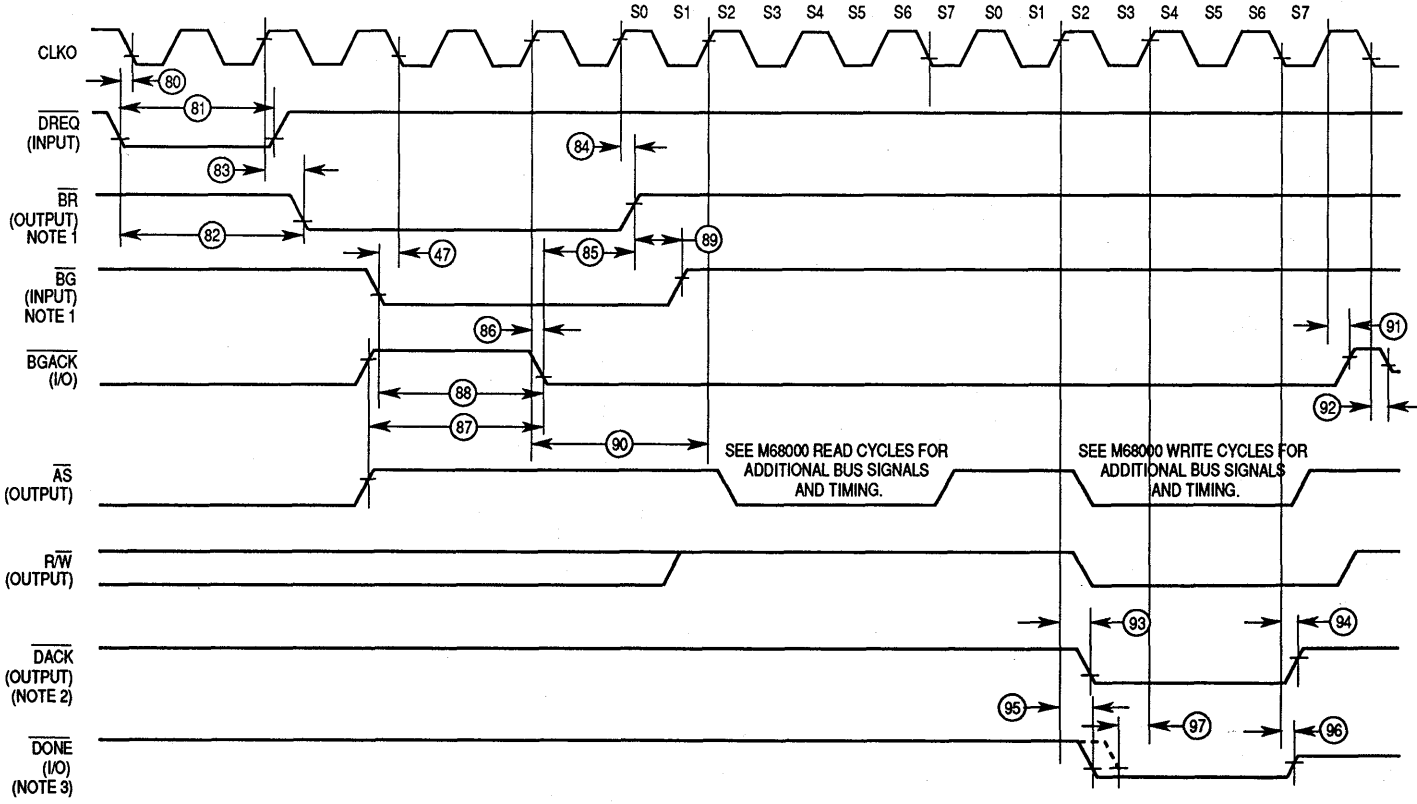 S0 S1 S2 S3 S4 S5 S6 S7 S0 S1 S2 S3 S4 S5 S6 S7
CLKO
80
81
DREQ
(INPUT)
84
83
BR
(OUTPUT)
NOTE 1
82
47
85
89
BG
(INPUT)
NOTE 1
86
91
BGACK
(I/O)
88
92
87
90
SEE M68000 READ CYCLES FOR
ADDITIONAL BUS SIGNALS
AND TIMING.
SEE M68000 WRITE CYCLES FOR
ADDITIONAL BUS SIGNALS
AND TIMING.
AS
(OUTPUT)
R/W
(OUTPUT)
93
94
DACK
(OUTPUT)
(NOTE 2)
95
97
96
DONE
(I/O)
(NOTE 3)